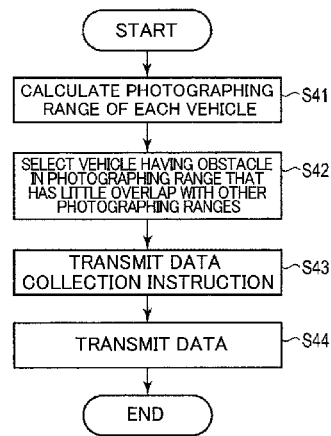 START
CALCULATE PHOTOGRAPHING
RANGE OF EACH VEHICLE
S41
SELECT VEHICLE HAVING OBSTACLE
IN PHOTOGRAPHING RANGE THAT
HAS LITTLE OVERLAP WITH OTHER
PHOTOGRAPHING RANGES
S42
TRANSMIT DATA
COLLECTION INSTRUCTION
S43
TRANSMIT DATA
S44
END